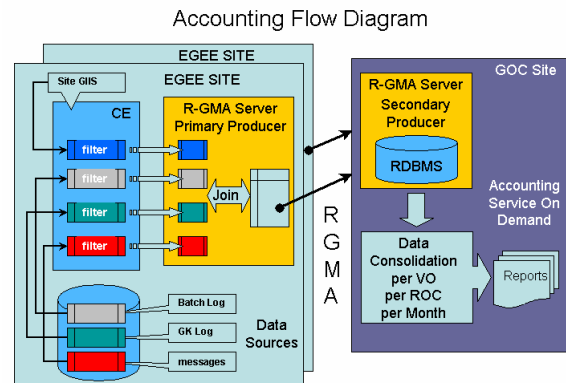 Accounting Flow Diagram
EGEE SITE
EGEE SITE
Site GIIS
CE
filter
filter
filter
filter
R-GMA Server
Primary Producer
Join
Batch Log
GK Log
messages
Data
Sources
R
G
M
A
GOC Site
R-GMA Server
Secondary
Producer
RDBMS
Accounting
Service On
Demand
Data
Consolidation
per VO
per ROC
per Month
Reports